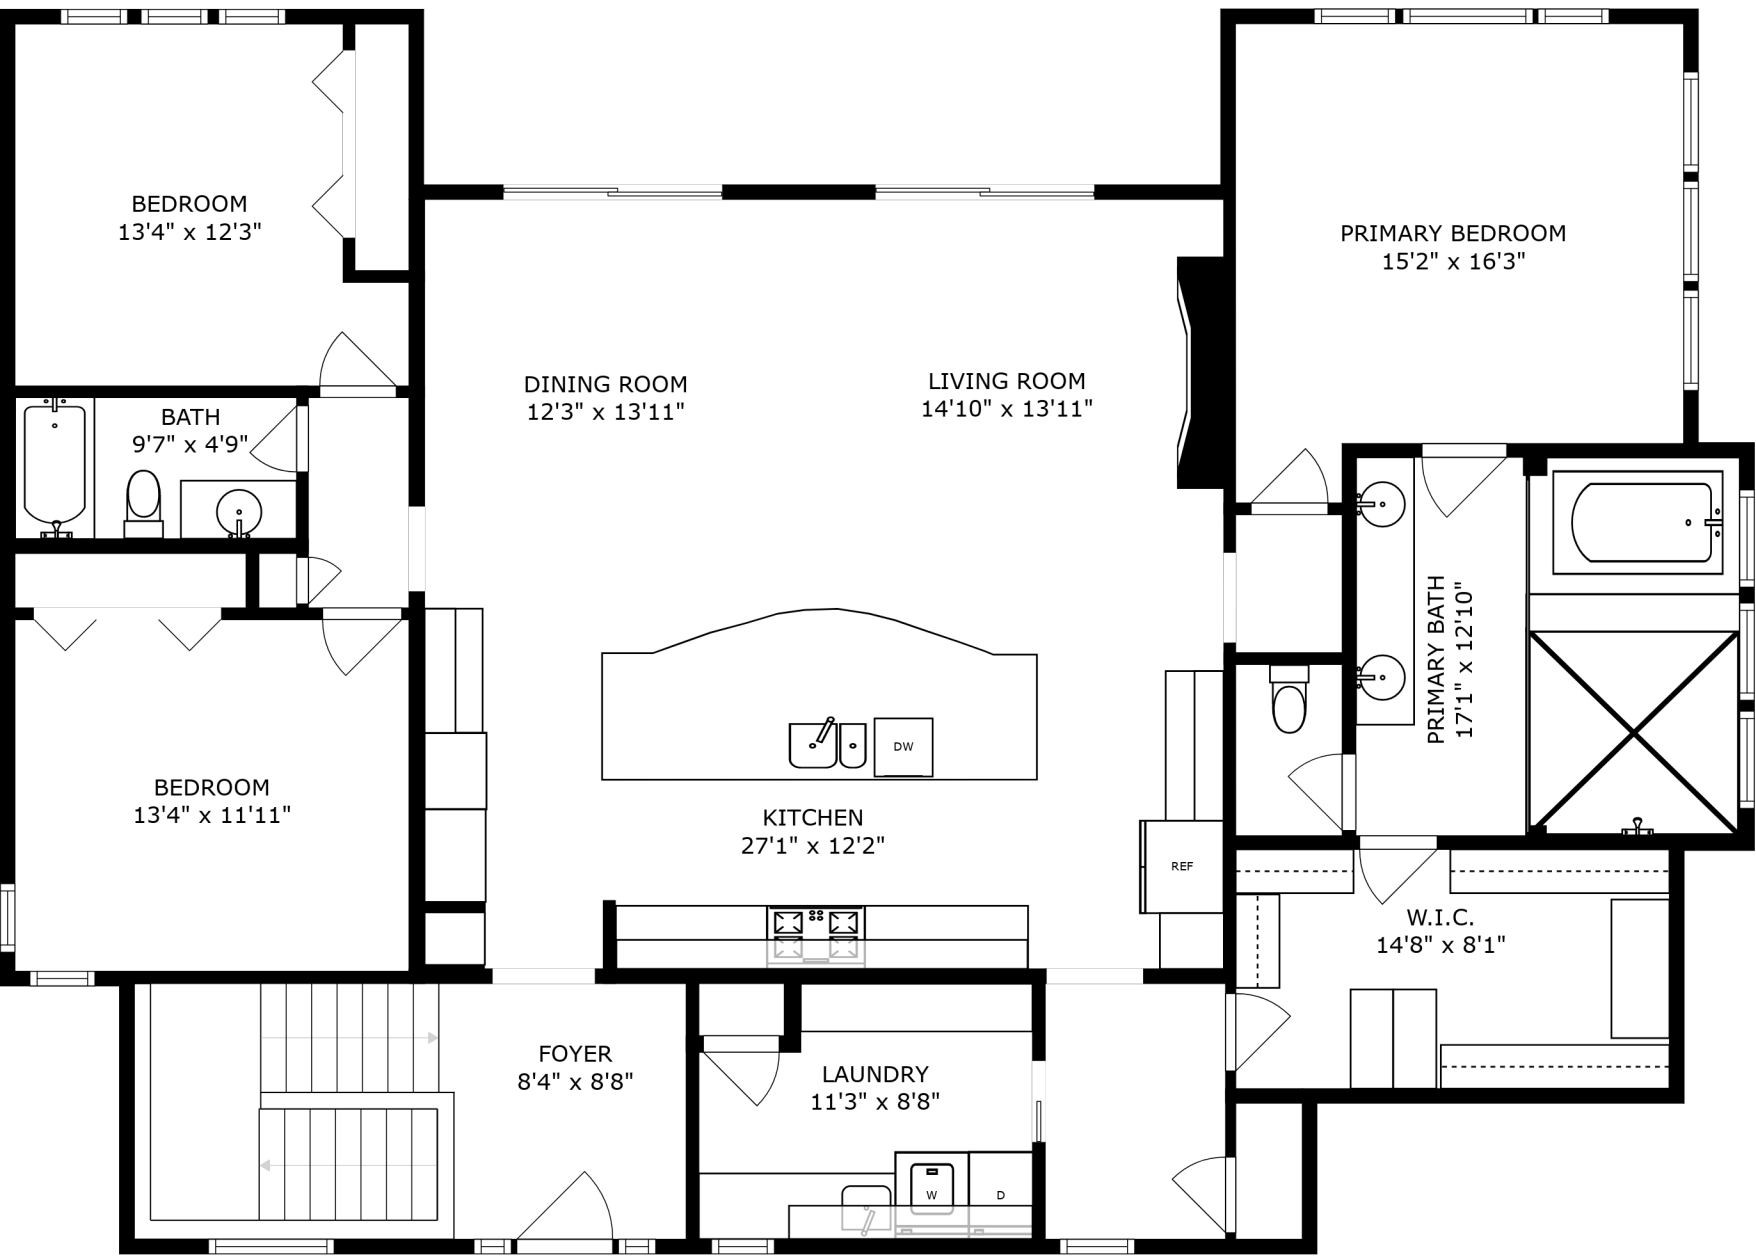 BEDROOM
13'4" x 12'3"
PRIMARY BEDROOM
15'2" x 16'3"
DINING ROOM
12'3" x 13'11"
LIVING ROOM
14'10" x 13'11"
BATH
9'7" x 4'9"
PRIMARY BATH
17'1" x 12'10"
DW
BEDROOM
13'4" x 11'11"
KITCHEN
27'1" x 12'2"
REF
W.I.C.
14'8" x 8'1"
FOYER
8'4" x 8'8"
LAUNDRY
11'3" x 8'8"
W
D